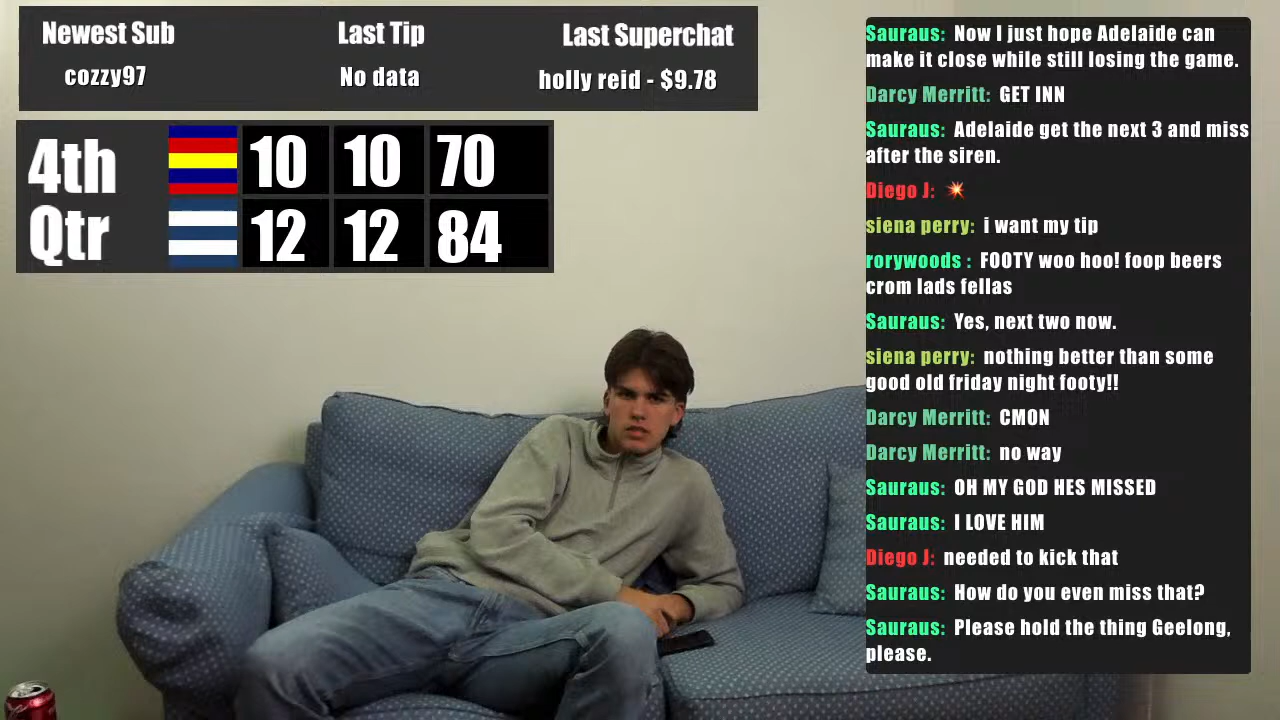 Newest Sub
Last Tip
Last Superchat
cozzy97
No data
holly reid - $9.78
4th
10 10 70
Qtr
12 12 84
Sauraus: Now I just hope Adelaide can
make it close while still losing the game.
Darcy Merritt: GET INN
Sauraus: Adelaide get the next 3 and miss
after the siren.
Diego J: 💥
siena perry: i want my tip
rorywoods : FOOTY woo hoo! foop beers
crom lads fellas
Sauraus: Yes, next two now.
siena perry: nothing better than some
good old friday night footy!!
Darcy Merritt: CMON
Darcy Merritt: no way
Sauraus: OH MY GOD HES MISSED
Sauraus: I LOVE HIM
Diego J: needed to kick that
Sauraus: How do you even miss that?
Sauraus: Please hold the thing Geelong,
please.